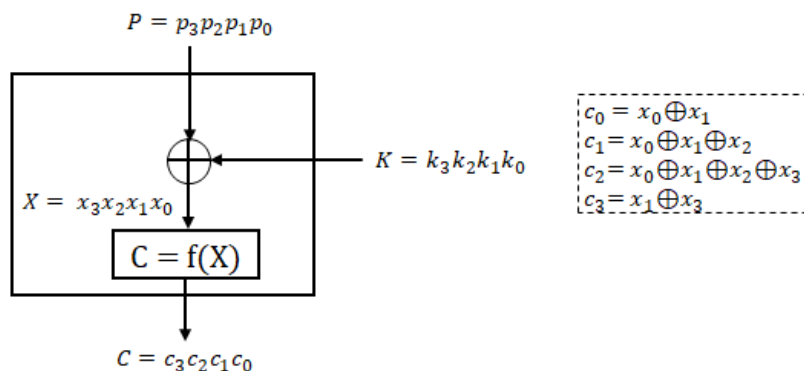 P = p₃p₂p₁p₀
K = k₃k₂k₁k₀
X = x₃x₂x₁x₀
C = f(X)
C = c₃c₂c₁c₀
c₀ = x₀⊕x₁
c₁= x₀⊕x₁⊕x₂
c₂= x₀⊕x₁⊕x₂⊕x₃
c₃= x₁⊕x₃